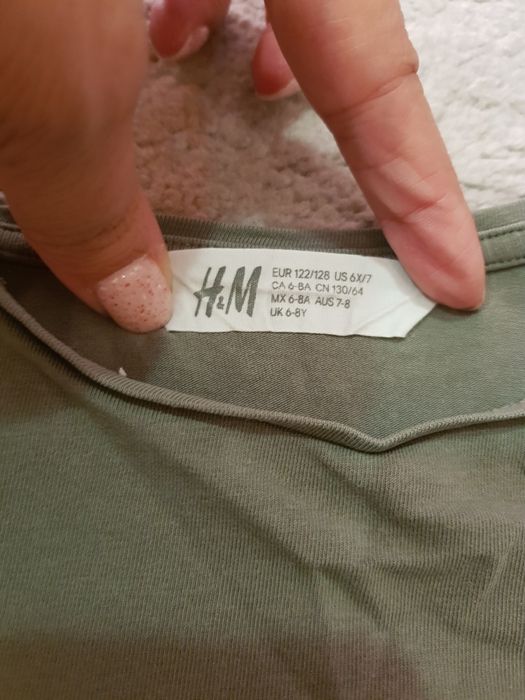 H&M
EUR 122/128 US 6X/7
CA 6-8A CN 130/64
MX 6-8A AUS 7-8
UK 6-8Y